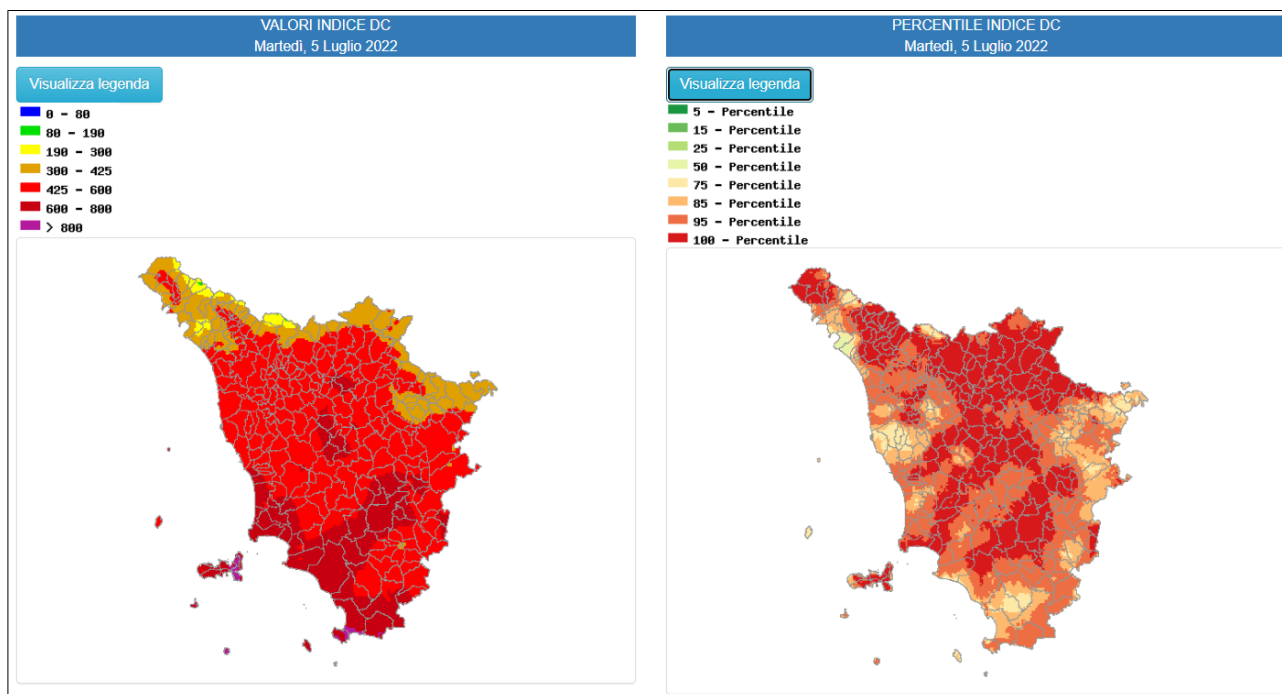 VALORI INDICE DC
Martedì, 5 Luglio 2022
Visualizza legenda
0 - 80
80 - 190
190 - 300
300 - 425
425 - 600
600 - 800
> 800
PERCENTILE INDICE DC
Martedì, 5 Luglio 2022
Visualizza legenda
5 - Percentile
15 - Percentile
25 - Percentile
50 - Percentile
75 - Percentile
85 - Percentile
95 - Percentile
100 - Percentile